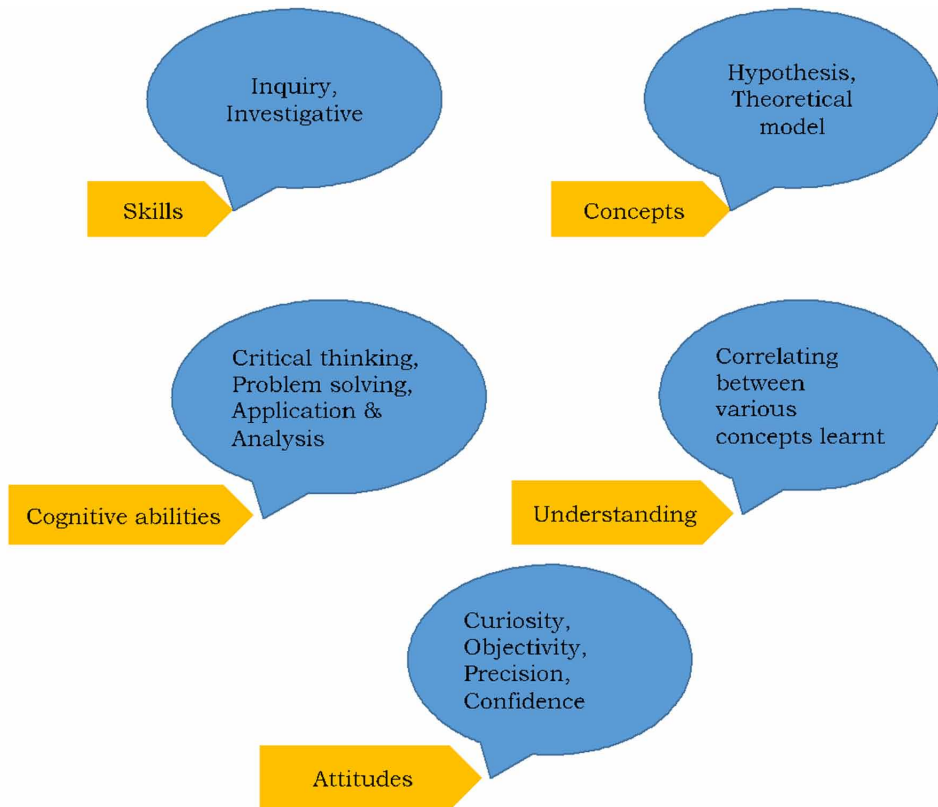 Inquiry,
Investigative
Skills
Hypothesis,
Theoretical
model
Concepts
Critical thinking,
Problem solving,
Application &
Analysis
Cognitive abilities
Correlating
between
various
concepts learnt
Understanding
Curiosity,
Objectivity,
Precision,
Confidence
Attitudes